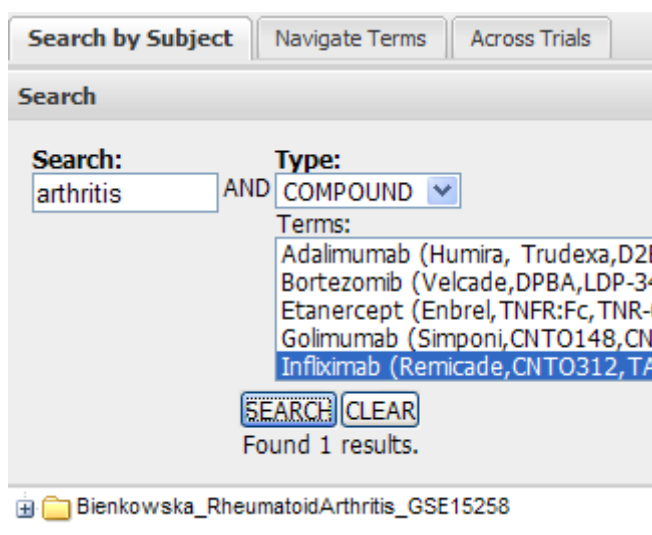 Search by Subject Navigate Terms Across Trials
Search
Search: Type:
arthritis AND COMPOUND
Terms:
Adalimumab (Humira, Trudexa,D2
Bortezomib (Velcade,DPBA,LDP-34
Etanercept (Enbrel,TNFR:Fc,TNR-
Golimumab (Simponi,CNTO148,CN
Infliximab (Remicade,CNTO312,TA
SEARCH CLEAR
Found 1 results.
Bienkowska_RheumatoidArthritis_GSE15258